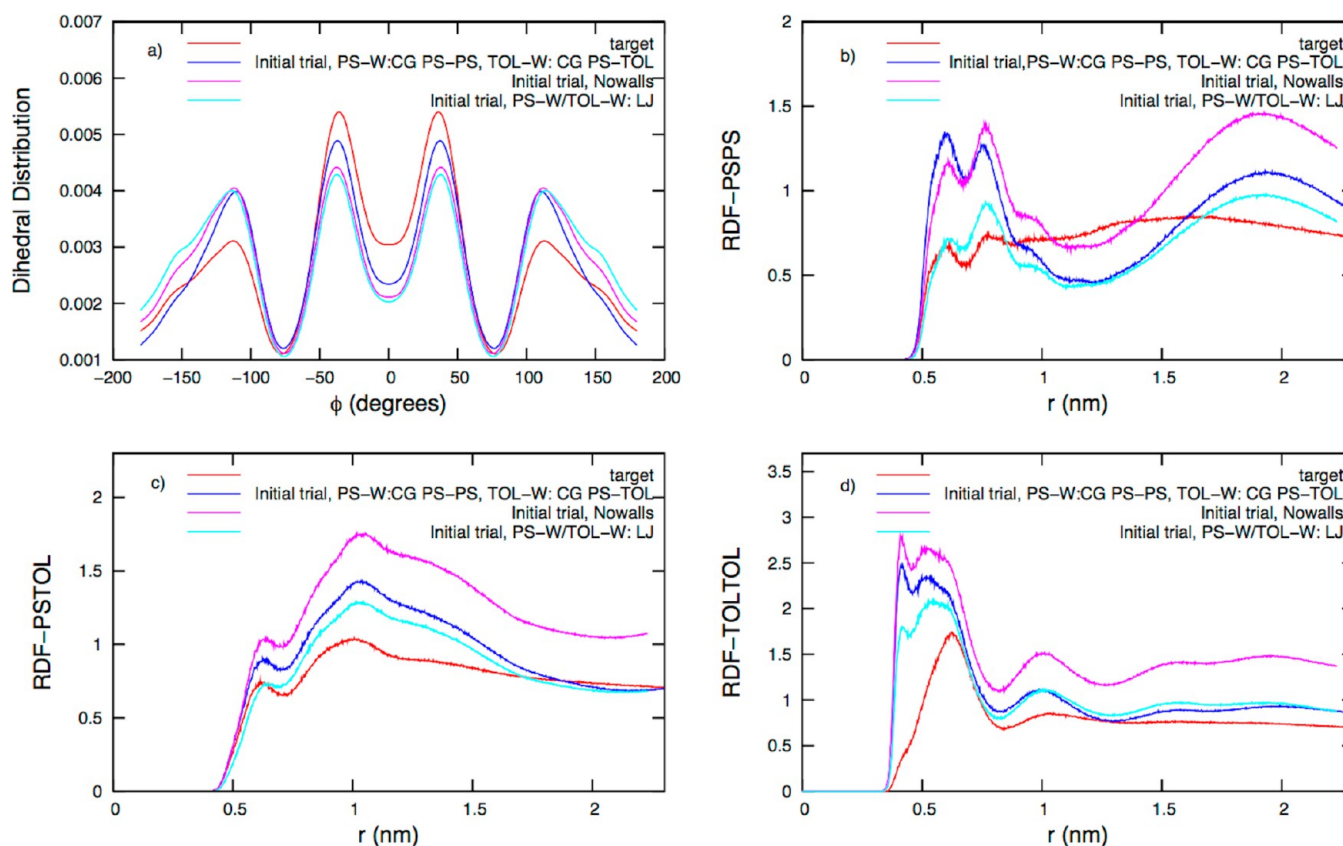 a)
target
Initial trial, PS-W:CG PS-PS, TOL-W: CG PS-TOL
Initial trial, Nowalls
Initial trial, PS-W/TOL-W: LJ
Dihedral Distribution
0.007
0.006
0.005
0.004
0.003
0.002
0.001
−200 −150 −100 −50 0 50 100 150 200
ϕ (degrees)
b)
target
Initial trial,PS-W:CG PS-PS, TOL-W: CG PS-TOL
Initial trial, Nowalls
Initial trial, PS-W/TOL-W: LJ
RDF-PSPS
2
1.5
1
0.5
0
0 0.5 1 1.5 2
r (nm)
c)
target
Initial trial, PS-W:CG PS-PS, TOL-W: CG PS-TOL
Initial trial, Nowalls
Initial trial, PS-W/TOL-W: LJ
RDF-PSTOL
2
1.5
1
0.5
0
0 0.5 1 1.5 2
r (nm)
d)
target
Initial trial, PS-W:CG PS-PS, TOL-W: CG PS-TOL
Initial trial, Nowalls
Initial trial, PS-W/TOL-W: LJ
RDF-TOLTOL
3.5
3
2.5
2
1.5
1
0.5
0
0 0.5 1 1.5 2
r (nm)